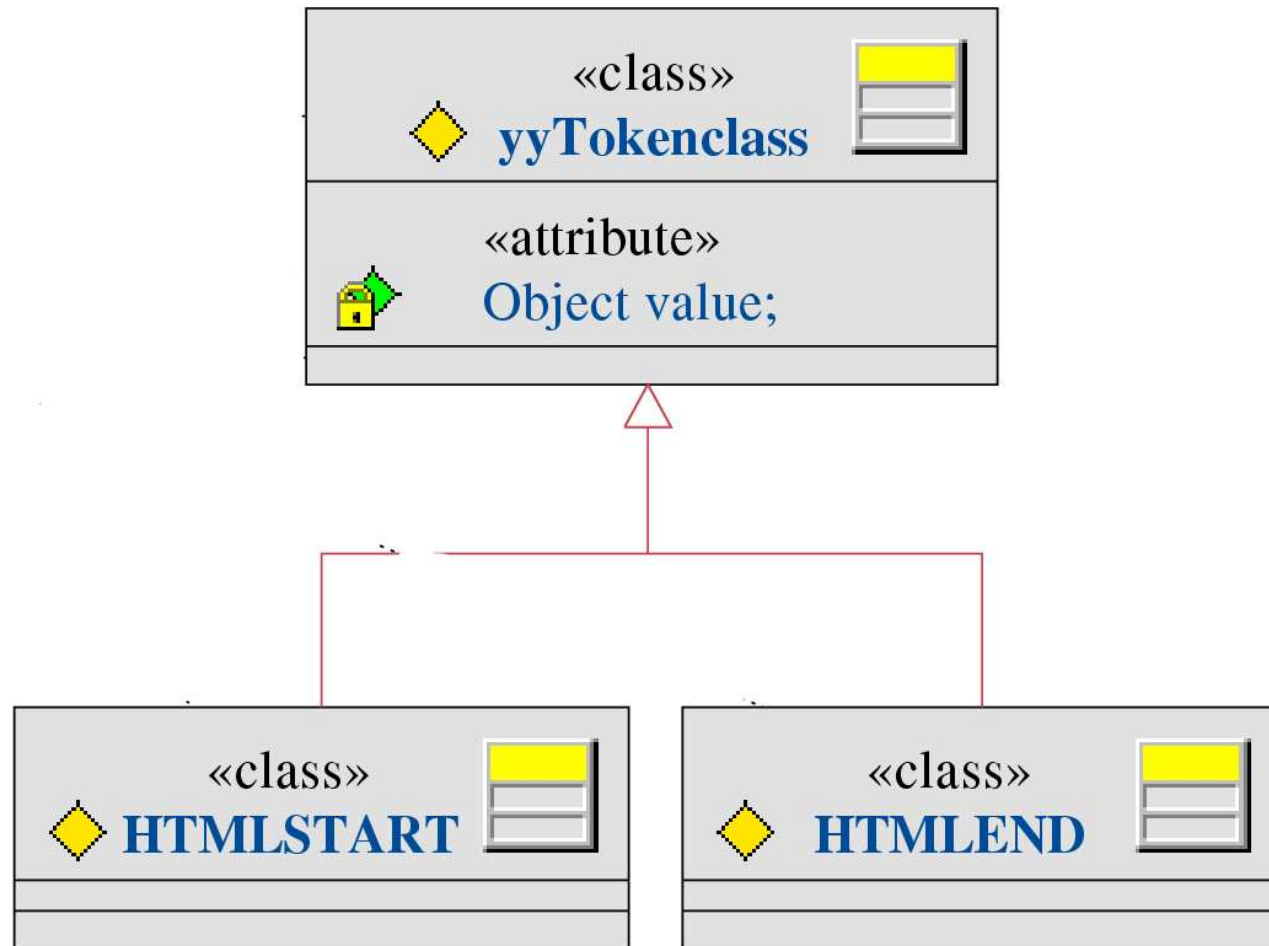 «class»
yyTokenclass
«attribute»
Object value;
«class»
HTMLSTART
«class»
HTMLEND